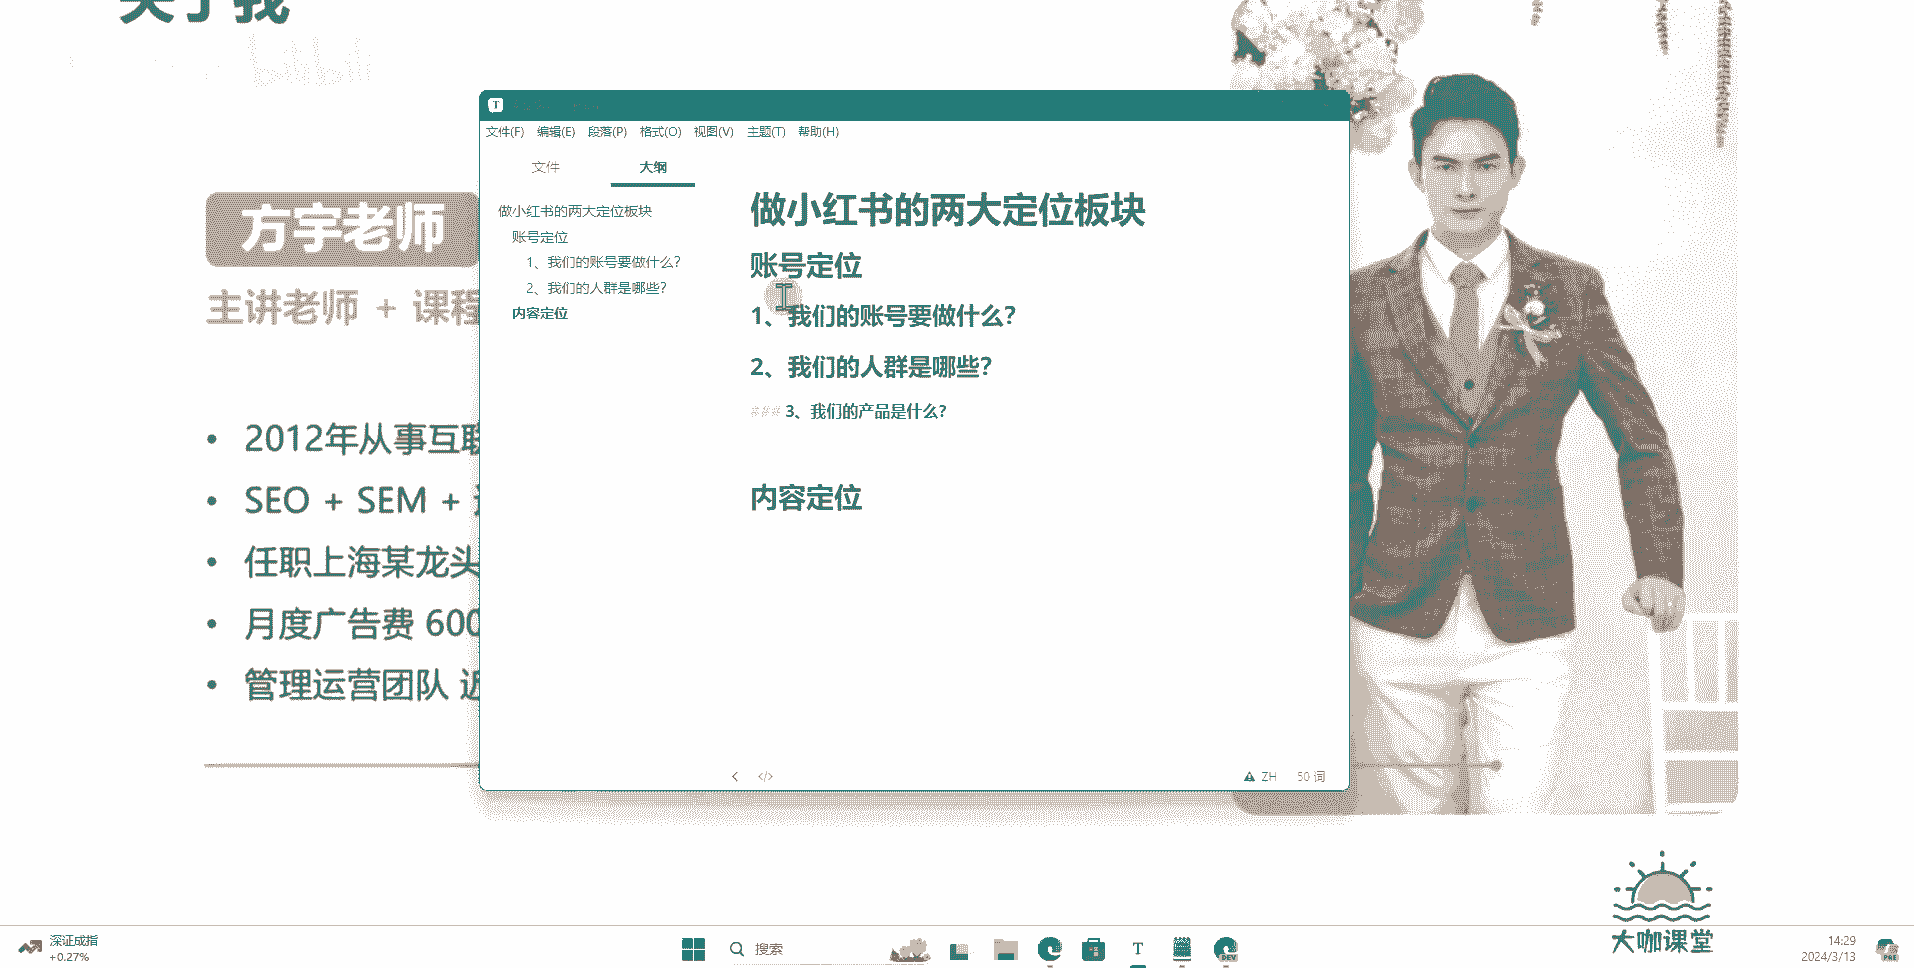 关于我
bilibili
方宇老师
主讲老师 + 课程
2012年从事互联
SEO + SEM +
任职上海某龙头
月度广告费 600
管理运营团队 近
文件(F) 编辑(E) 段落(P) 格式(O) 视图(V) 主题(T) 帮助(H)
文件 大纲
做小红书的两大定位板块
账号定位
1、我们的账号要做什么?
2、我们的人群是哪些?
内容定位
做小红书的两大定位板块
账号定位
1、我们的账号要做什么?
2、我们的人群是哪些?
### 3、我们的产品是什么?
内容定位
</> ZH 50 词
大咖课堂
深证成指
+0.27%
搜索
T
DEV
14:29
2024/3/13
PRE